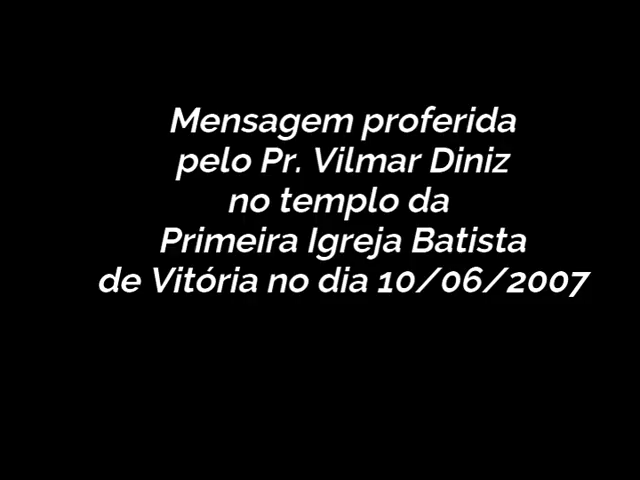 Mensagem proferida
pelo Pr. Vilmar Diniz
no templo da
Primeira Igreja Batista
de Vitória no dia 10/06/2007